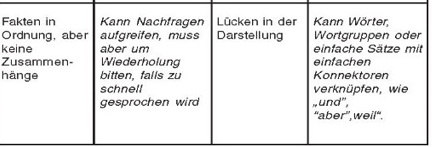 Fakten in
Ordnung, aber
keine
Zusammen-
hänge
Kann Nachfragen
aufgreifen, muss
aber um
Wiederholung
bitten, falls zu
schnell
gesprochen wird
Lücken in der
Darstellung
Kann Wörter,
Wortgruppen oder
einfache Sätze mit
einfachen
Konnektoren
verknüpfen, wie
„und",
“aber”,weil“.